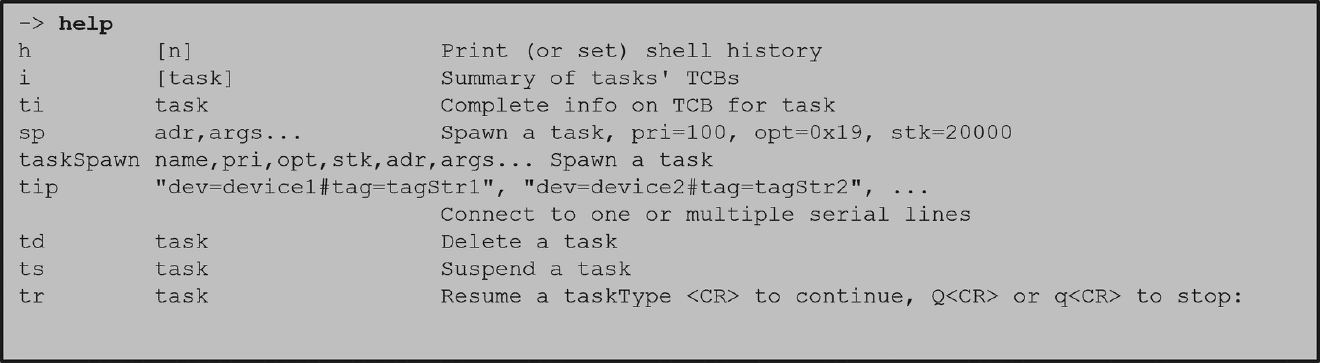 -> help
h [n] Print (or set) shell history
i [task] Summary of tasks' TCBs
ti task Complete info on TCB for task
sp adr,args... Spawn a task, pri=100, opt=0x19, stk=20000
taskSpawn name,pri,opt,stk,adr,args... Spawn a task
tip "dev=device1#tag=tagStr1", "dev=device2#tag=tagStr2", ...
Connect to one or multiple serial lines
td task Delete a task
ts task Suspend a task
tr task Resume a taskType <CR> to continue, Q<CR> or q<CR> to stop: